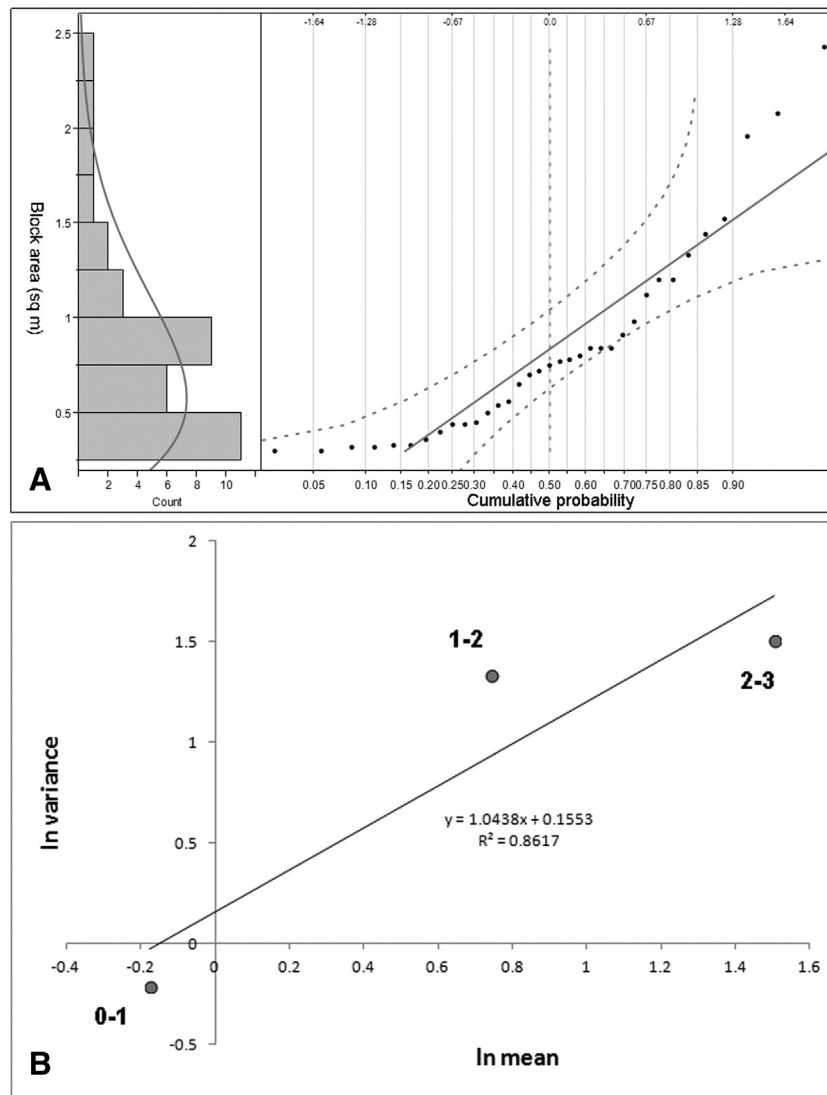 -1.64 -1.28 -0.67 0.0 0.67 1.28 1.64
2.5
2
1.5
1
0.5
Block area (sq m)
2 4 6 8 10
Count
0.05 0.10 0.15 0.20 0.25 0.30 0.40 0.50 0.60 0.70 0.75 0.80 0.85 0.90
Cumulative probability
A
2
1.5
1
0.5
0
-0.5
ln variance
1-2
2-3
y = 1.0438x + 0.1553
R² = 0.8617
-0.4 -0.2 0 0.2 0.4 0.6 0.8 1 1.2 1.4 1.6
0-1
ln mean
B